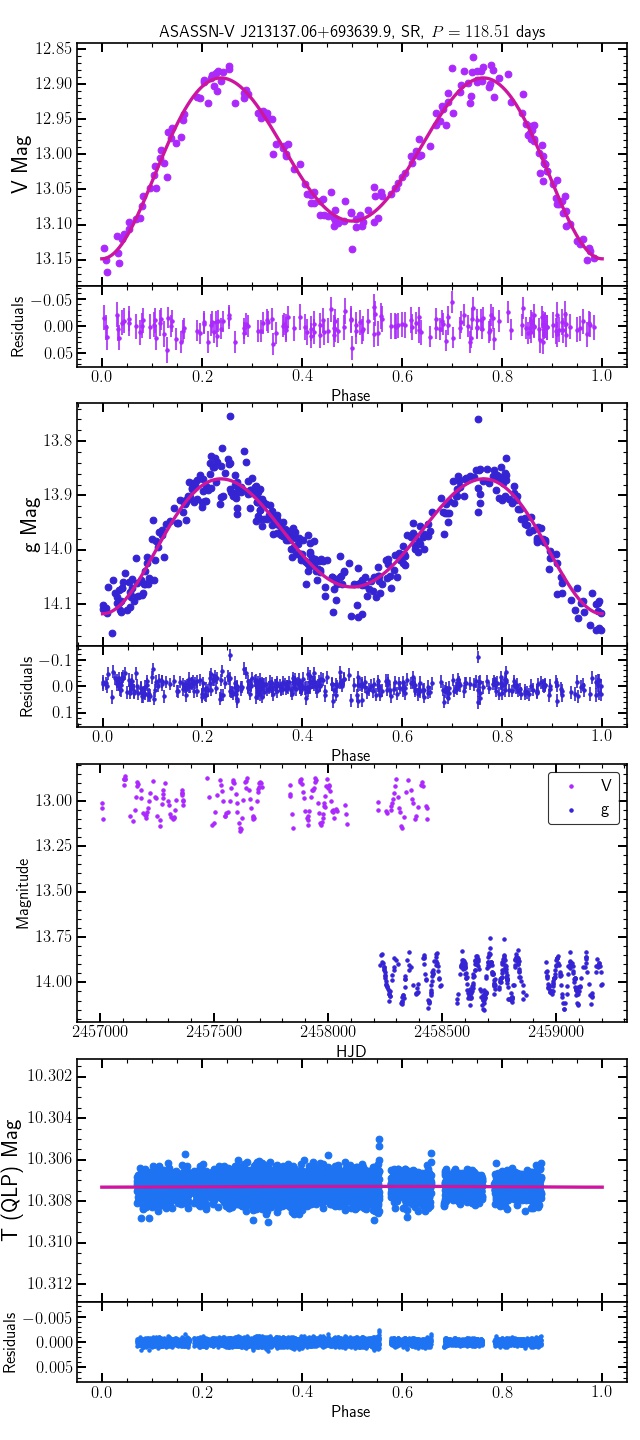 ASASSN-V J213137.06+693639.9, SR, P = 118.51 days
12.85
12.90
12.95
13.00
13.05
13.10
13.15
V Mag
−0.05
0.00
0.05
Residuals
0.0 0.2 0.4 0.6 0.8 1.0
Phase
13.8
13.9
14.0
14.1
g Mag
−0.1
0.0
0.1
Residuals
0.0 0.2 0.4 0.6 0.8 1.0
Phase
V
g
13.00
13.25
13.50
13.75
14.00
Magnitude
2457000 2457500 2458000 2458500 2459000
HJD
10.302
10.304
10.306
10.308
10.310
10.312
T (QLP) Mag
−0.005
0.000
0.005
Residuals
0.0 0.2 0.4 0.6 0.8 1.0
Phase